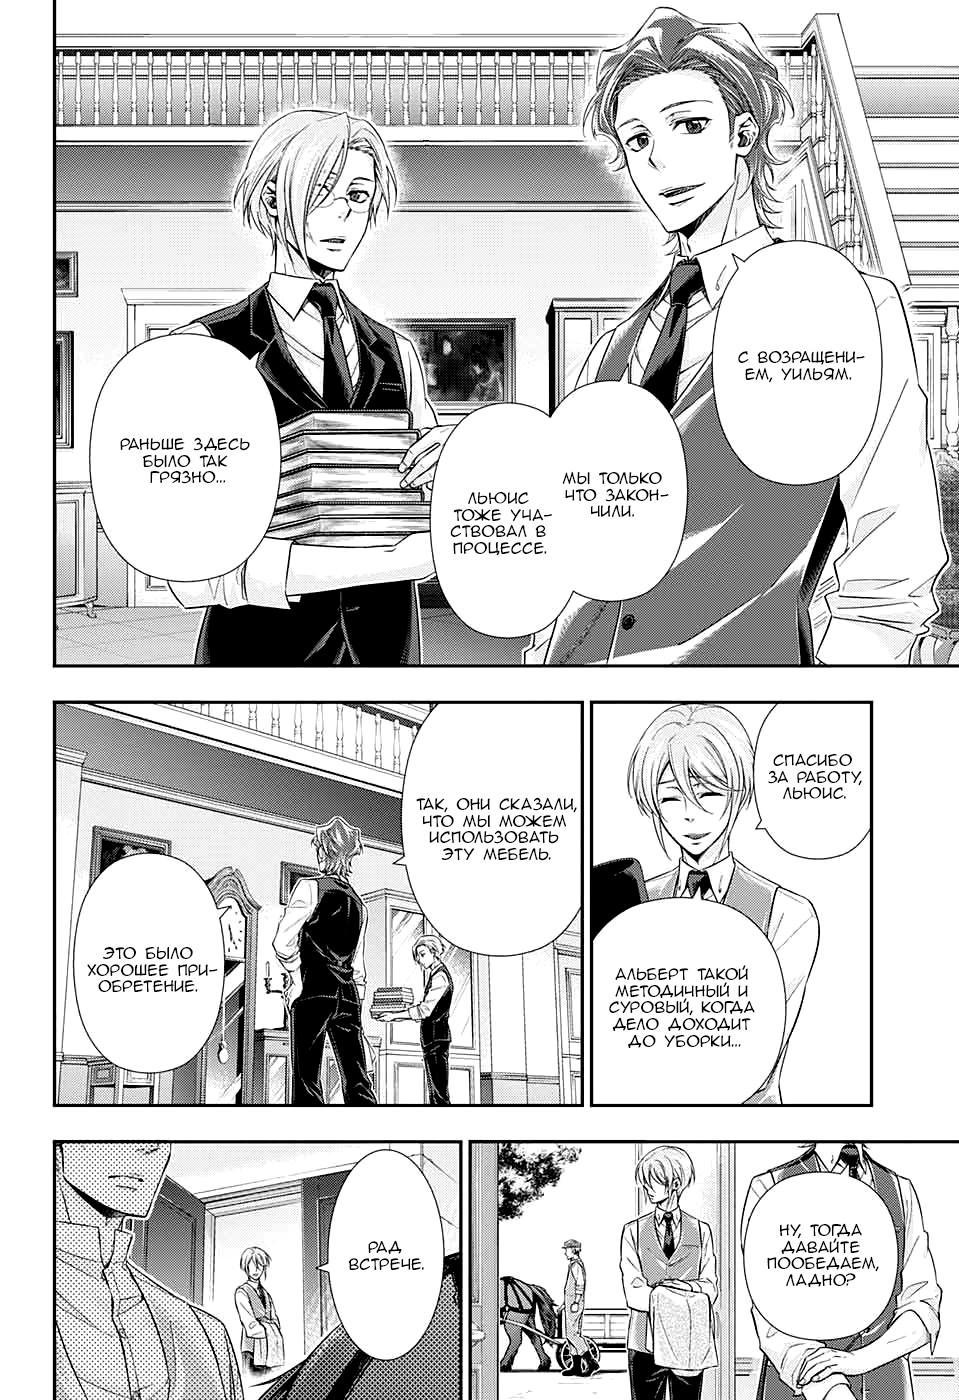 С ВОЗРАЩЕНИ-
ЕМ, УИЛЬЯМ.
МЫ ТОЛЬКО
ЧТО ЗАКОН-
ЧИЛИ.
ЛЬЮИС
ТОЖЕ УЧА-
СТВОВАЛ В
ПРОЦЕССЕ.
РАНЬШЕ ЗДЕСЬ
БЫЛО ТАК
ГРЯЗНО...
СПАСИБО
ЗА РАБОТУ,
ЛЬЮИС.
АЛЬБЕРТ ТАКОЙ
МЕТОДИЧНЫЙ И
СУРОВЫЙ, КОГДА
ДЕЛО ДОХОДИТ
ДО УБОРКИ...
ТАК, ОНИ СКАЗАЛИ,
ЧТО МЫ МОЖЕМ
ИСПОЛЬЗОВАТЬ
ЭТУ МЕБЕЛЬ.
ЭТО БЫЛО
ХОРОШЕЕ ПРИ-
ОБРЕТЕНИЕ.
НУ, ТОГДА
ДАВАЙТЕ
ПООБЕДАЕМ,
ЛАДНО?
РАД
ВСТРЕЧЕ.